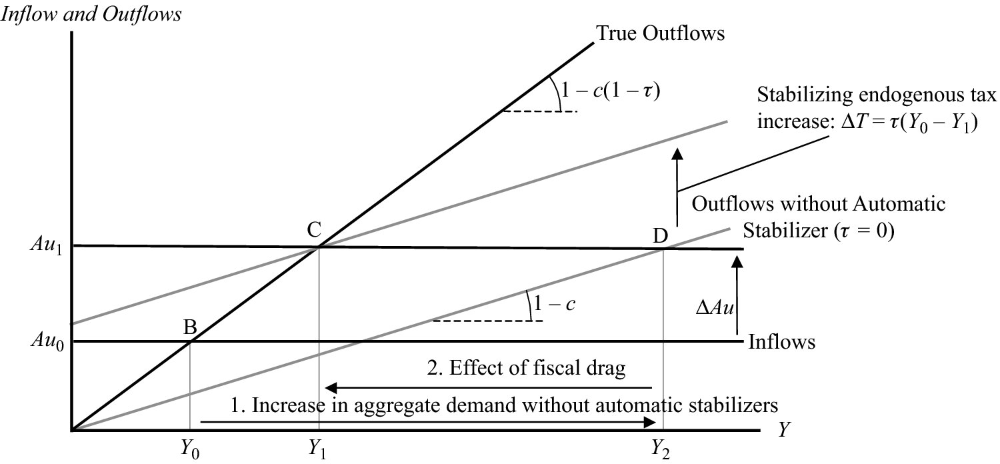 Inflow and Outflows
True Outflows
1 – c(1 – τ)
Stabilizing endogenous tax
increase: ΔT = τ(Y₀ – Y₁)
Outflows without Automatic
Stabilizer (τ = 0)
C
D
Au₁
1 – c
ΔAu
B
Au₀
Inflows
2. Effect of fiscal drag
1. Increase in aggregate demand without automatic stabilizers
Y
Y₀
Y₁
Y₂